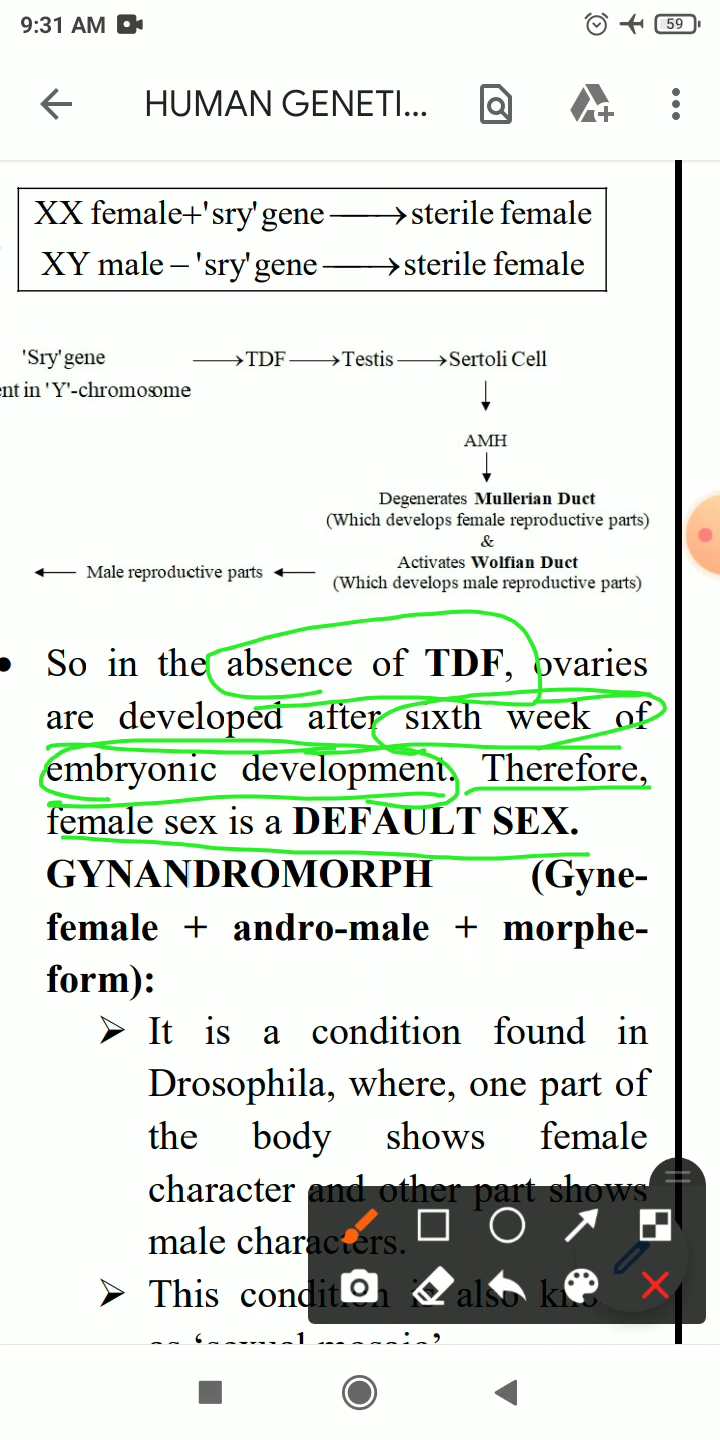 9:31 AM
59
HUMAN GENETI...
XX female+'sry' gene → sterile female
XY male – 'sry' gene → sterile female
'Sry' gene → TDF → Testis → Sertoli Cell
nt in 'Y'-chromosome
AMH
Degenerates Mullerian Duct
(Which develops female reproductive parts)
&
Activates Wolfian Duct
← Male reproductive parts ←
(Which develops male reproductive parts)
• So in the absence of TDF, ovaries
are developed after sixth week of
embryonic development. Therefore,
female sex is a DEFAULT SEX.
GYNANDROMORPH (Gyne-
female + andro-male + morphe-
form):
➢ It is a condition found in
Drosophila, where, one part of
the body shows female
character and other part shows
male characters.
➢ This condition is also
as 'sexual mosaic'